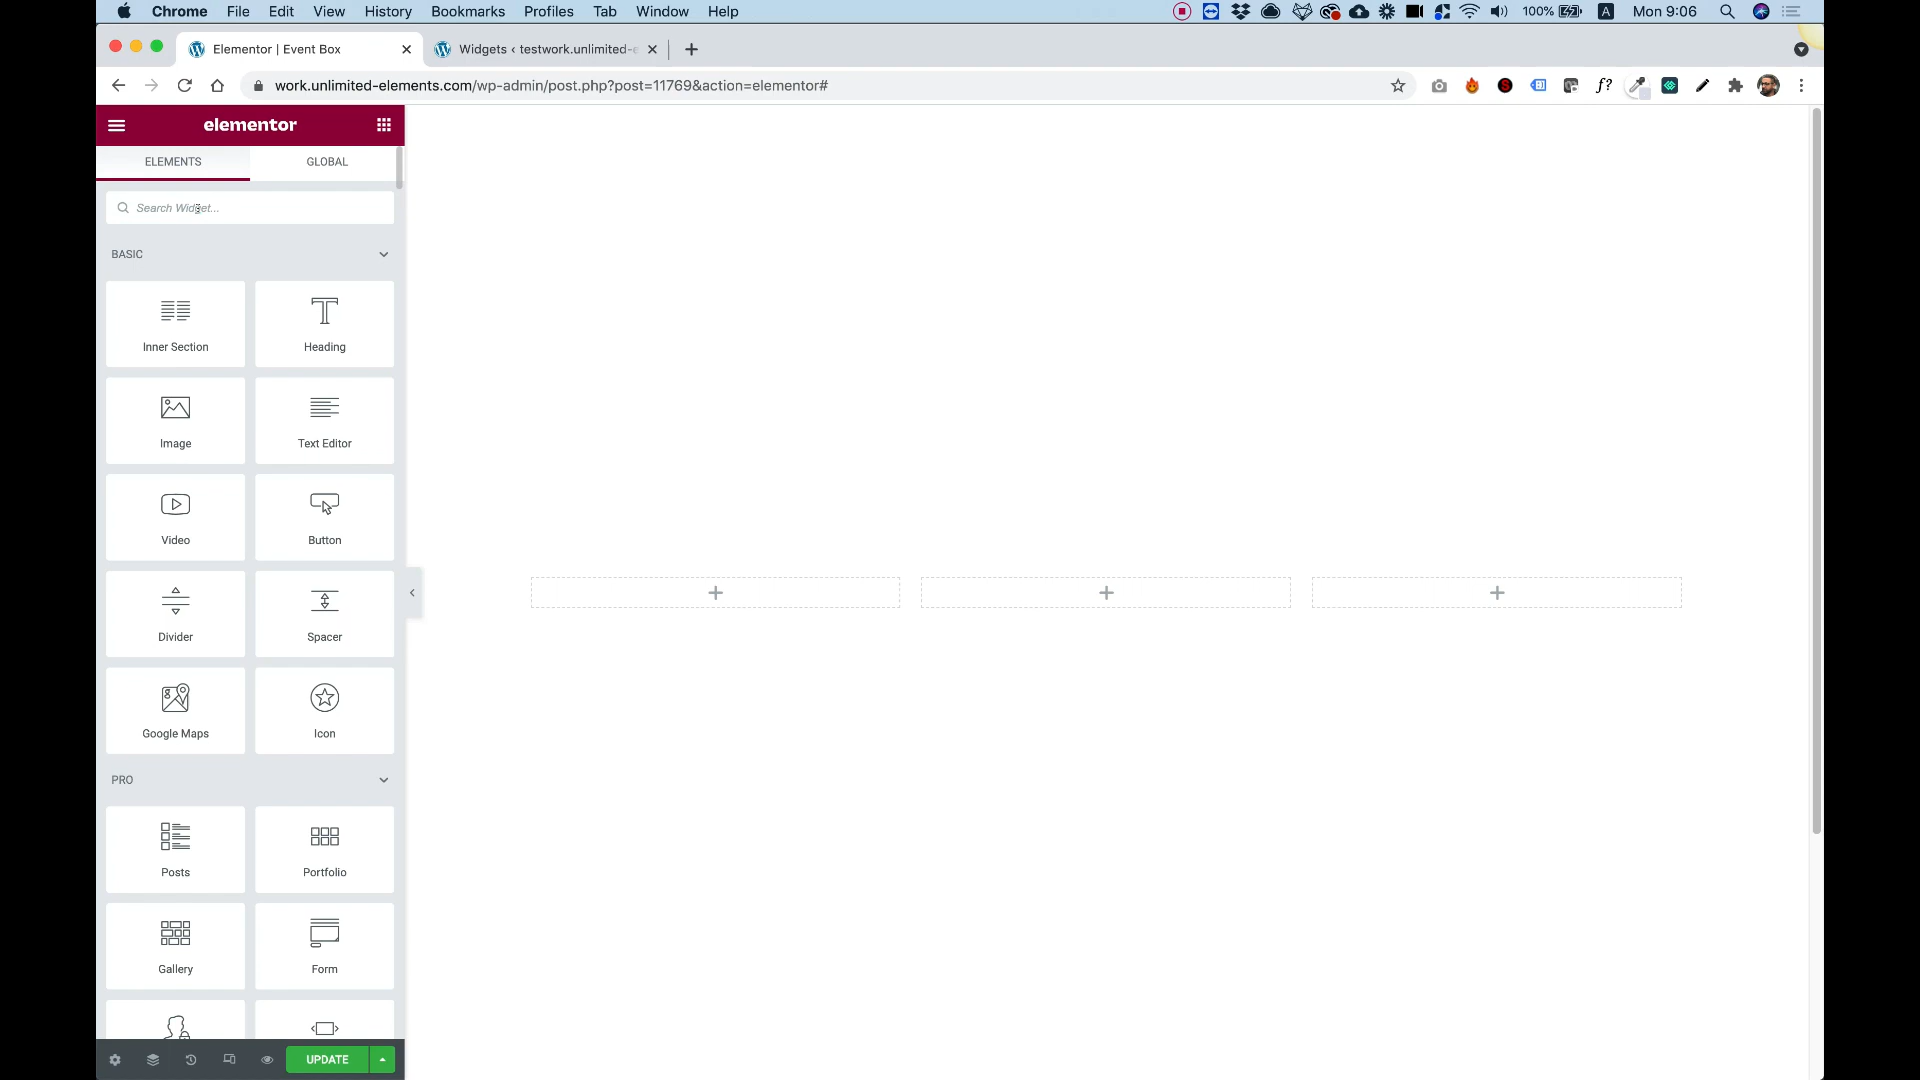 Chrome File Edit View History Bookmarks Profiles Tab Window Help 100% A Mon 9:06
Elementor | Event Box Widgets ‹ testwork.unlimited-e
work.unlimited-elements.com/wp-admin/post.php?post=11769&action=elementor# S f?
elementor
ELEMENTS GLOBAL
Search Widget...
BASIC
Inner Section Heading
Image Text Editor
Video Button
Divider Spacer
Google Maps Icon
PRO
Posts Portfolio
Gallery Form
UPDATE